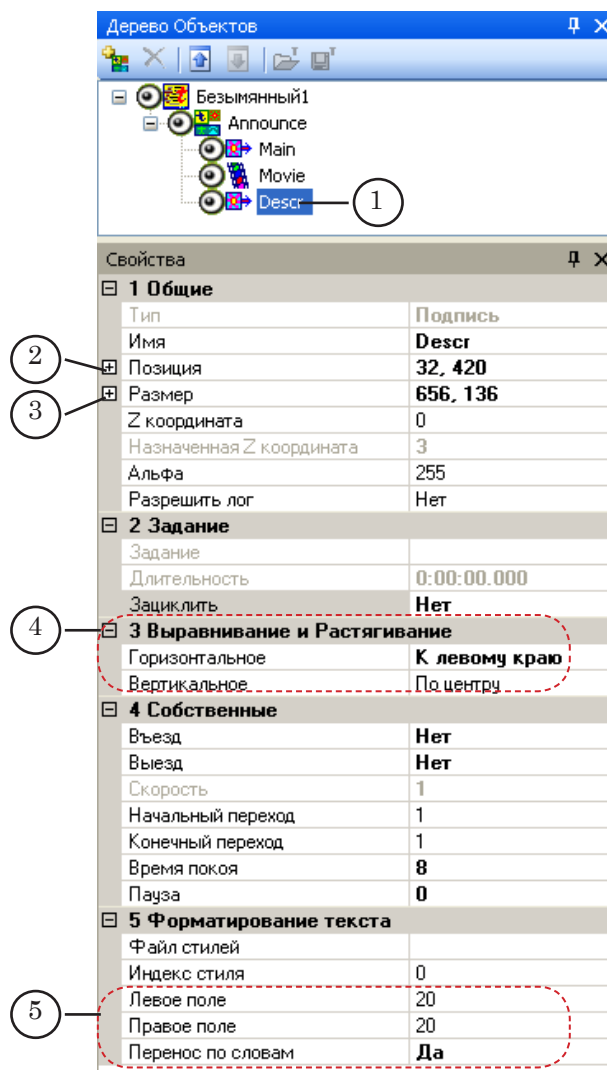 Дерево Объектов
Безымянный1
Announce
Main
Movie
Descr
1
Свойства
1 Общие
Тип Подпись
Имя Descr
2
Позиция 32, 420
3
Размер 656, 136
Z координата 0
Назначенная Z координата 3
Альфа 255
Разрешить лог Нет
2 Задание
Задание
Длительность 0:00:00.000
Зациклить Нет
4
3 Выравнивание и Растягивание
Горизонтальное К левому краю
Вертикальное По центру
4 Собственные
Въезд Нет
Выезд Нет
Скорость 1
Начальный переход 1
Конечный переход 1
Время покоя 8
Пауза 0
5 Форматирование текста
Файл стилей
Индекс стиля 0
5
Левое поле 20
Правое поле 20
Перенос по словам Да